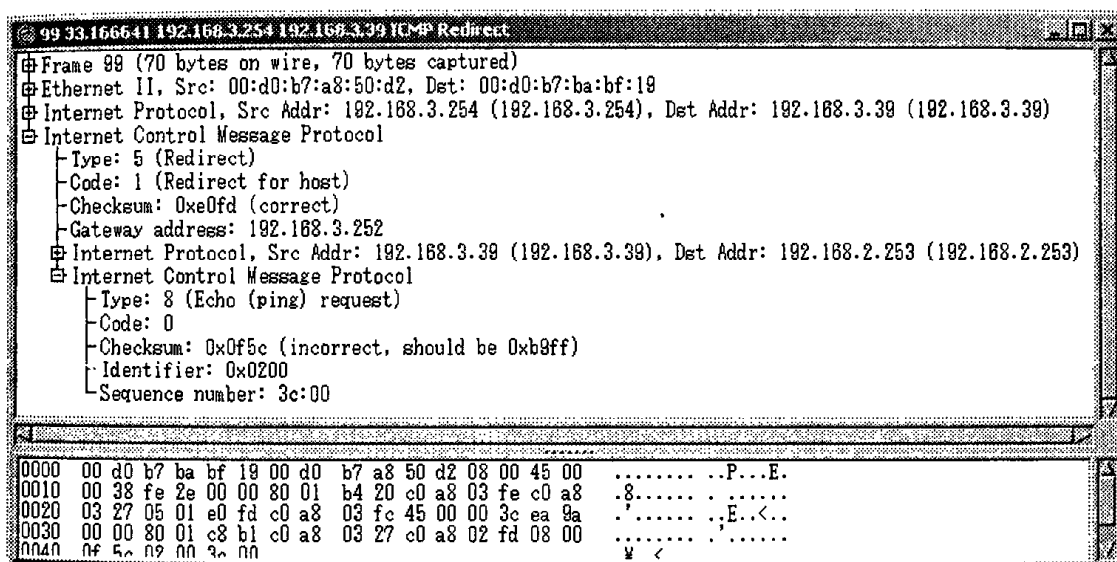 99 33.166641 192.168.3.254 192.168.3.39 ICMP Redirect
Frame 99 (70 bytes on wire, 70 bytes captured)
Ethernet II, Src: 00:d0:b7:a8:50:d2, Dst: 00:d0:b7:ba:bf:19
Internet Protocol, Src Addr: 192.168.3.254 (192.168.3.254), Dst Addr: 192.168.3.39 (192.168.3.39)
Internet Control Message Protocol
Type: 5 (Redirect)
Code: 1 (Redirect for host)
Checksum: 0xe0fd (correct)
Gateway address: 192.168.3.252
Internet Protocol, Src Addr: 192.168.3.39 (192.168.3.39), Dst Addr: 192.168.2.253 (192.168.2.253)
Internet Control Message Protocol
Type: 8 (Echo (ping) request)
Code: 0
Checksum: 0x0f5c (incorrect, should be 0xb9ff)
Identifier: 0x0200
Sequence number: 3c:00
0000 00 d0 b7 ba bf 19 00 d0 b7 a8 50 d2 08 00 45 00 ........ ..P...E.
0010 00 38 fe 2e 00 00 80 01 b4 20 c0 a8 03 fe c0 a8 .8...... . ......
0020 03 27 05 01 e0 fd c0 a8 03 fc 45 00 00 3c ea 9a .'...... ..E..<..
0030 00 00 80 01 c8 b1 c0 a8 03 27 c0 a8 02 fd 08 00 ........ .'......
0040 0f 5c 02 00 3c 00 ¥ <